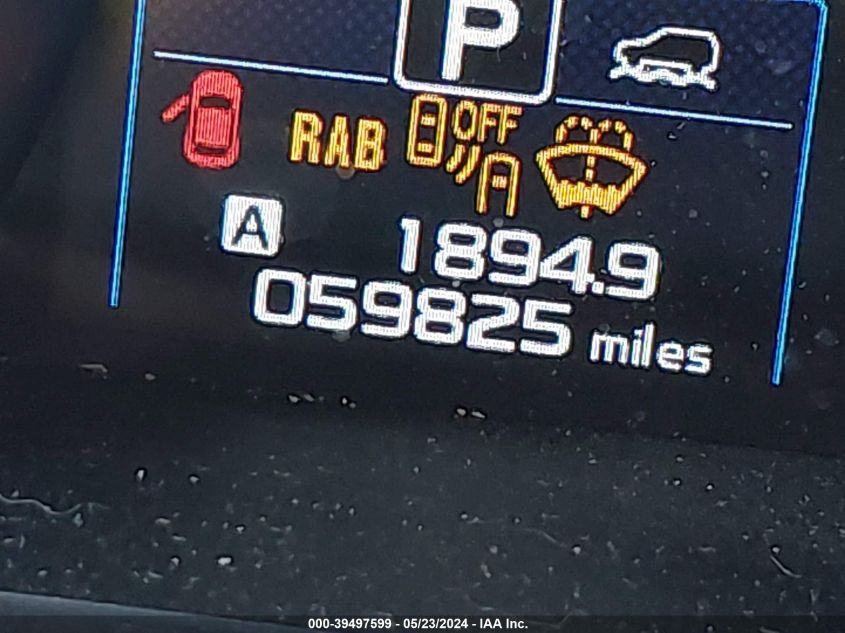 P
RAB
OFF
A 1894.9
059825 miles
000-39497599 - 05/23/2024 - IAA Inc.